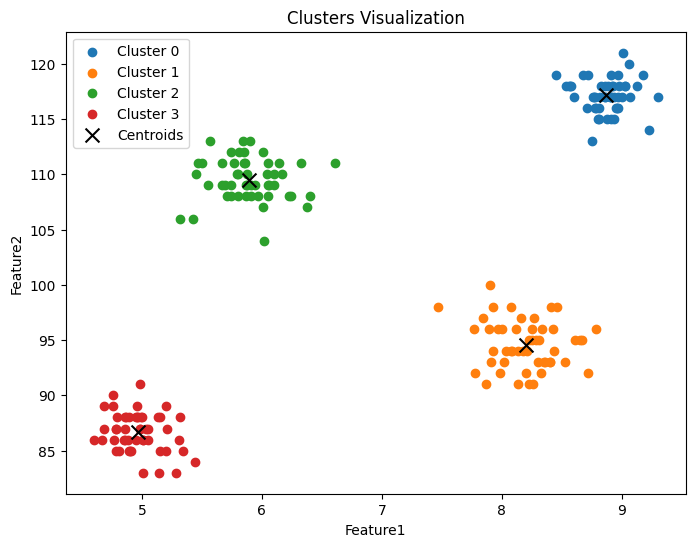 Clusters Visualization
Cluster 0
Cluster 1
Cluster 2
Cluster 3
Centroids
120
115
110
105
100
95
90
85
Feature2
5 6 7 8 9
Feature1